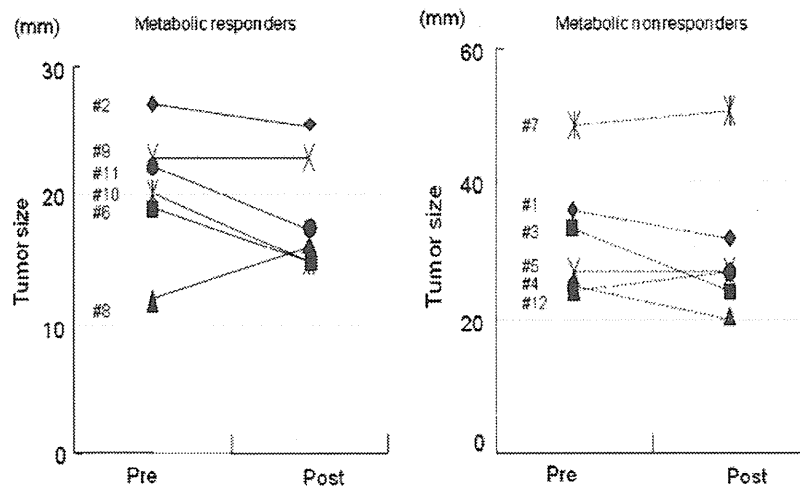 (mm)
Metabolic responders
30
#2
#9
#11
20
#10
#6
10
#8
0
Tumor size
Pre
Post
(mm)
Metabolic nonresponders
60
#7
40
#1
#3
#5
#4
#12
20
0
Tumor size
Pre
Post